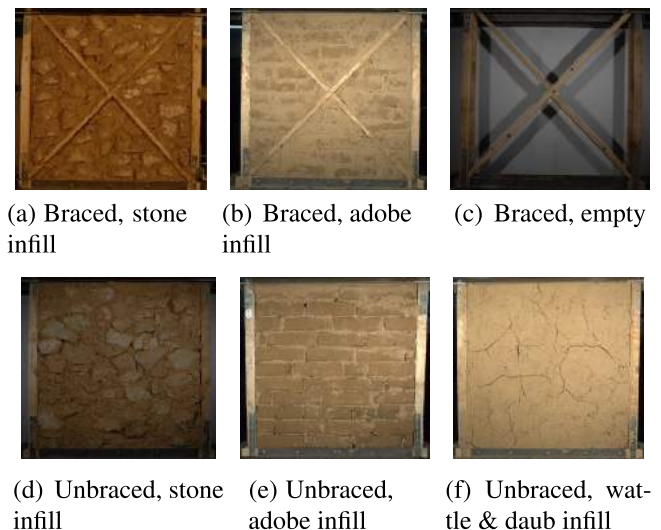 (a) Braced, stone
infill
(b) Braced, adobe
infill
(c) Braced, empty
(d) Unbraced, stone
infill
(e) Unbraced,
adobe infill
(f) Unbraced, wat-
tle & daub infill